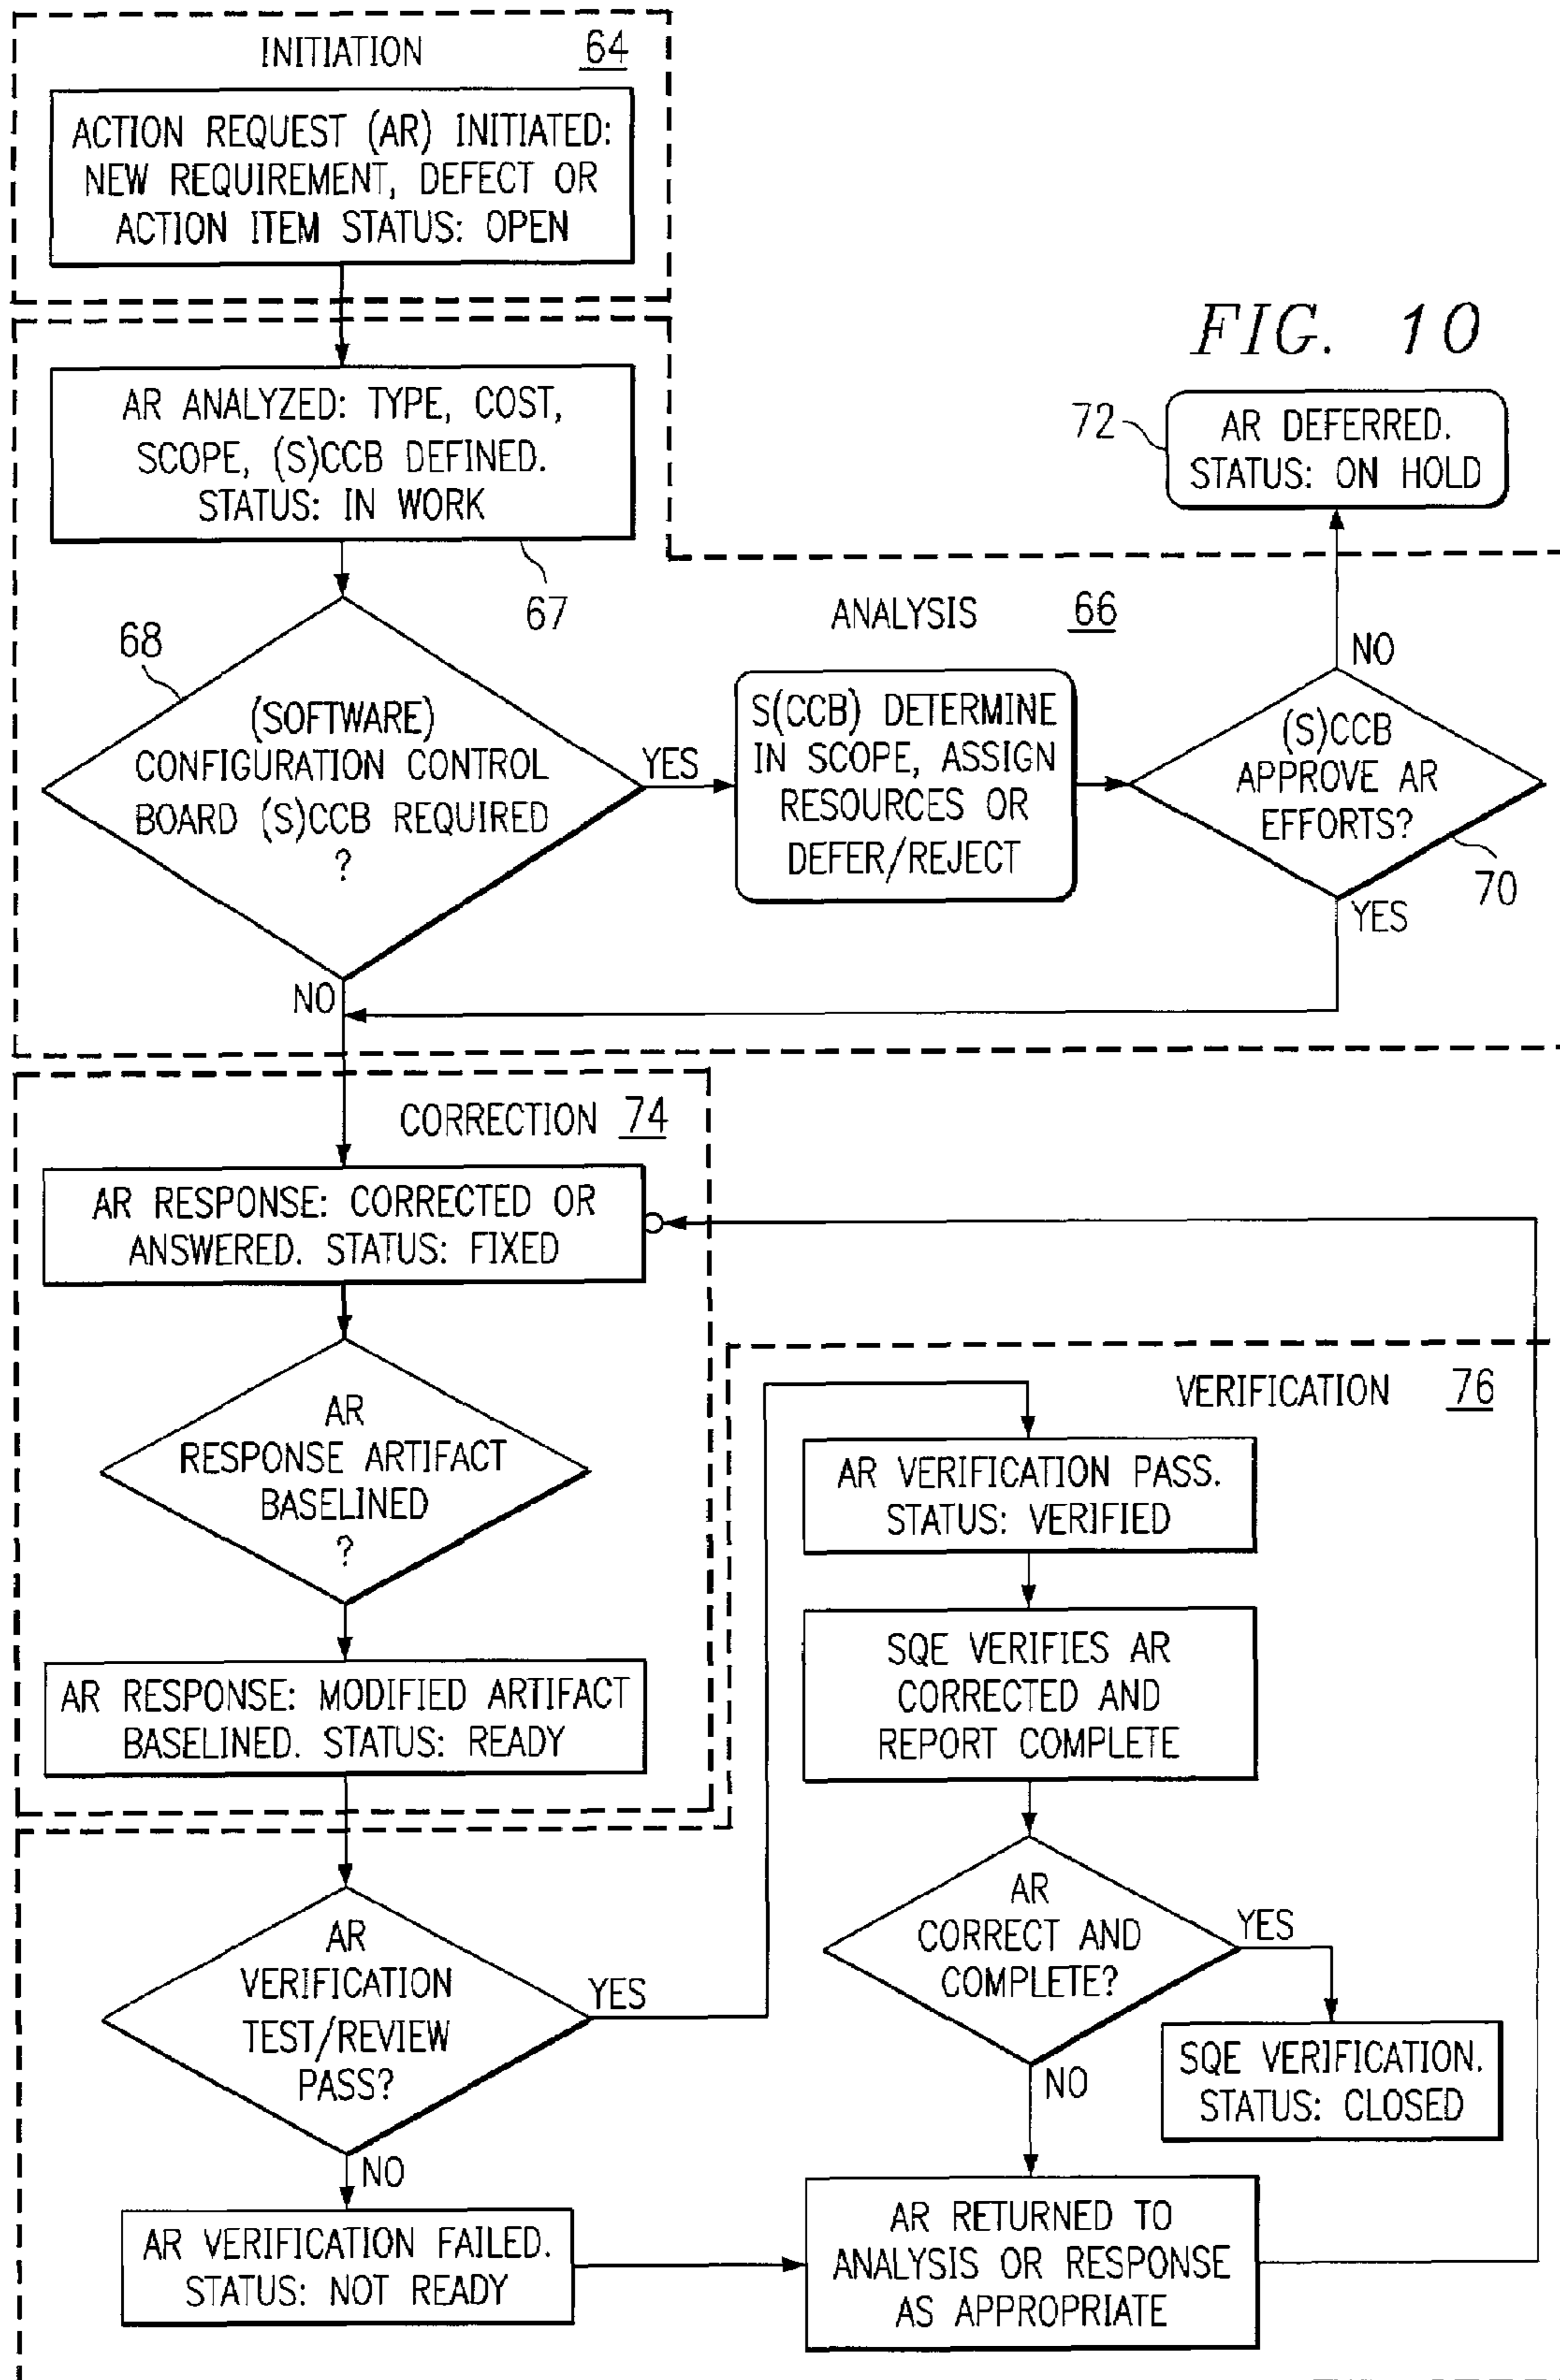 INITIATION 64
ACTION REQUEST (AR) INITIATED:
NEW REQUIREMENT, DEFECT OR
ACTION ITEM STATUS: OPEN
FIG. 10
AR ANALYZED: TYPE, COST,
SCOPE, (S)CCB DEFINED.
STATUS: IN WORK
67
72
AR DEFERRED.
STATUS: ON HOLD
ANALYSIS 66
68
(SOFTWARE)
CONFIGURATION CONTROL
BOARD (S)CCB REQUIRED
?
YES
NO
S(CCB) DETERMINE
IN SCOPE, ASSIGN
RESOURCES OR
DEFER/REJECT
NO
(S)CCB
APPROVE AR
EFFORTS?
70
YES
CORRECTION 74
AR RESPONSE: CORRECTED OR
ANSWERED. STATUS: FIXED
AR
RESPONSE ARTIFACT
BASELINED
?
AR RESPONSE: MODIFIED ARTIFACT
BASELINED. STATUS: READY
VERIFICATION 76
AR
VERIFICATION
TEST/REVIEW
PASS?
YES
NO
AR VERIFICATION FAILED.
STATUS: NOT READY
AR VERIFICATION PASS.
STATUS: VERIFIED
SQE VERIFIES AR
CORRECTED AND
REPORT COMPLETE
AR
CORRECT AND
COMPLETE?
YES
NO
SQE VERIFICATION.
STATUS: CLOSED
AR RETURNED TO
ANALYSIS OR RESPONSE
AS APPROPRIATE